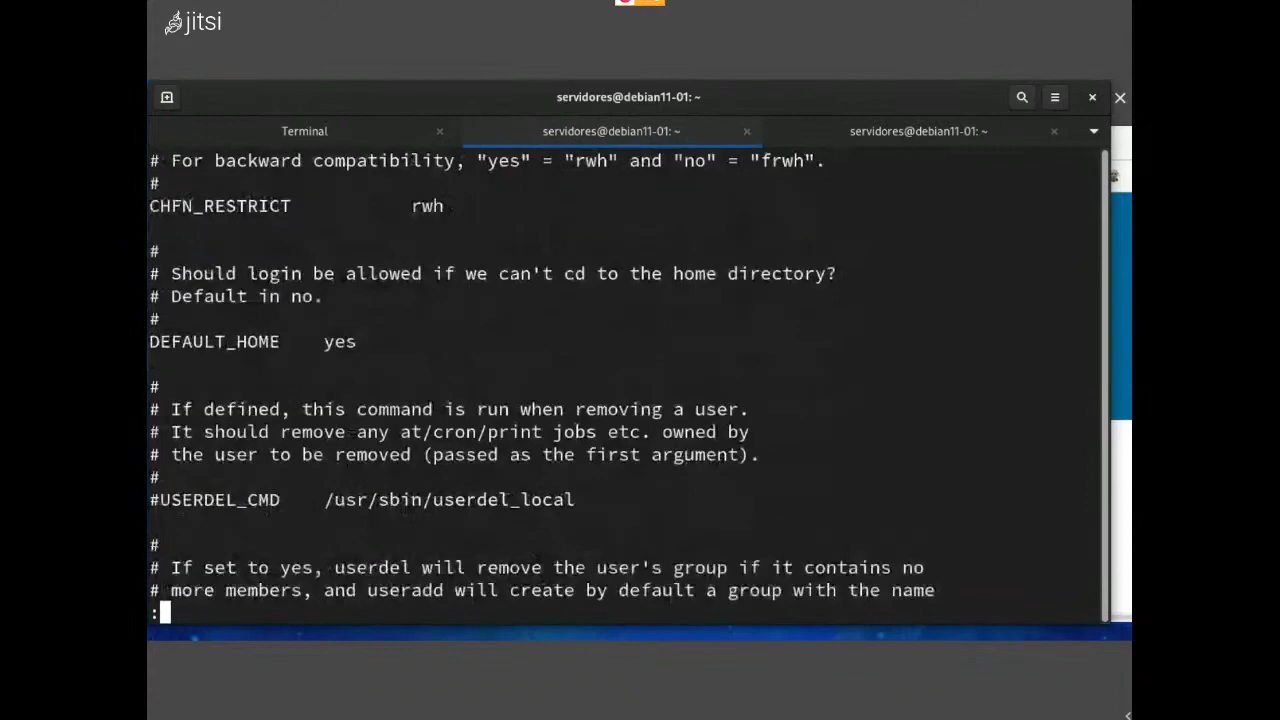 jitsi
servidores@debian11-01: ~
Terminal
servidores@debian11-01: ~
servidores@debian11-01: ~
# For backward compatibility, "yes" = "rwh" and "no" = "frwh".
#
CHFN_RESTRICT rwh
#
# Should login be allowed if we can't cd to the home directory?
# Default in no.
#
DEFAULT_HOME yes
#
# If defined, this command is run when removing a user.
# It should remove any at/cron/print jobs etc. owned by
# the user to be removed (passed as the first argument).
#
#USERDEL_CMD /usr/sbin/userdel_local
#
# If set to yes, userdel will remove the user's group if it contains no
# more members, and useradd will create by default a group with the name
: